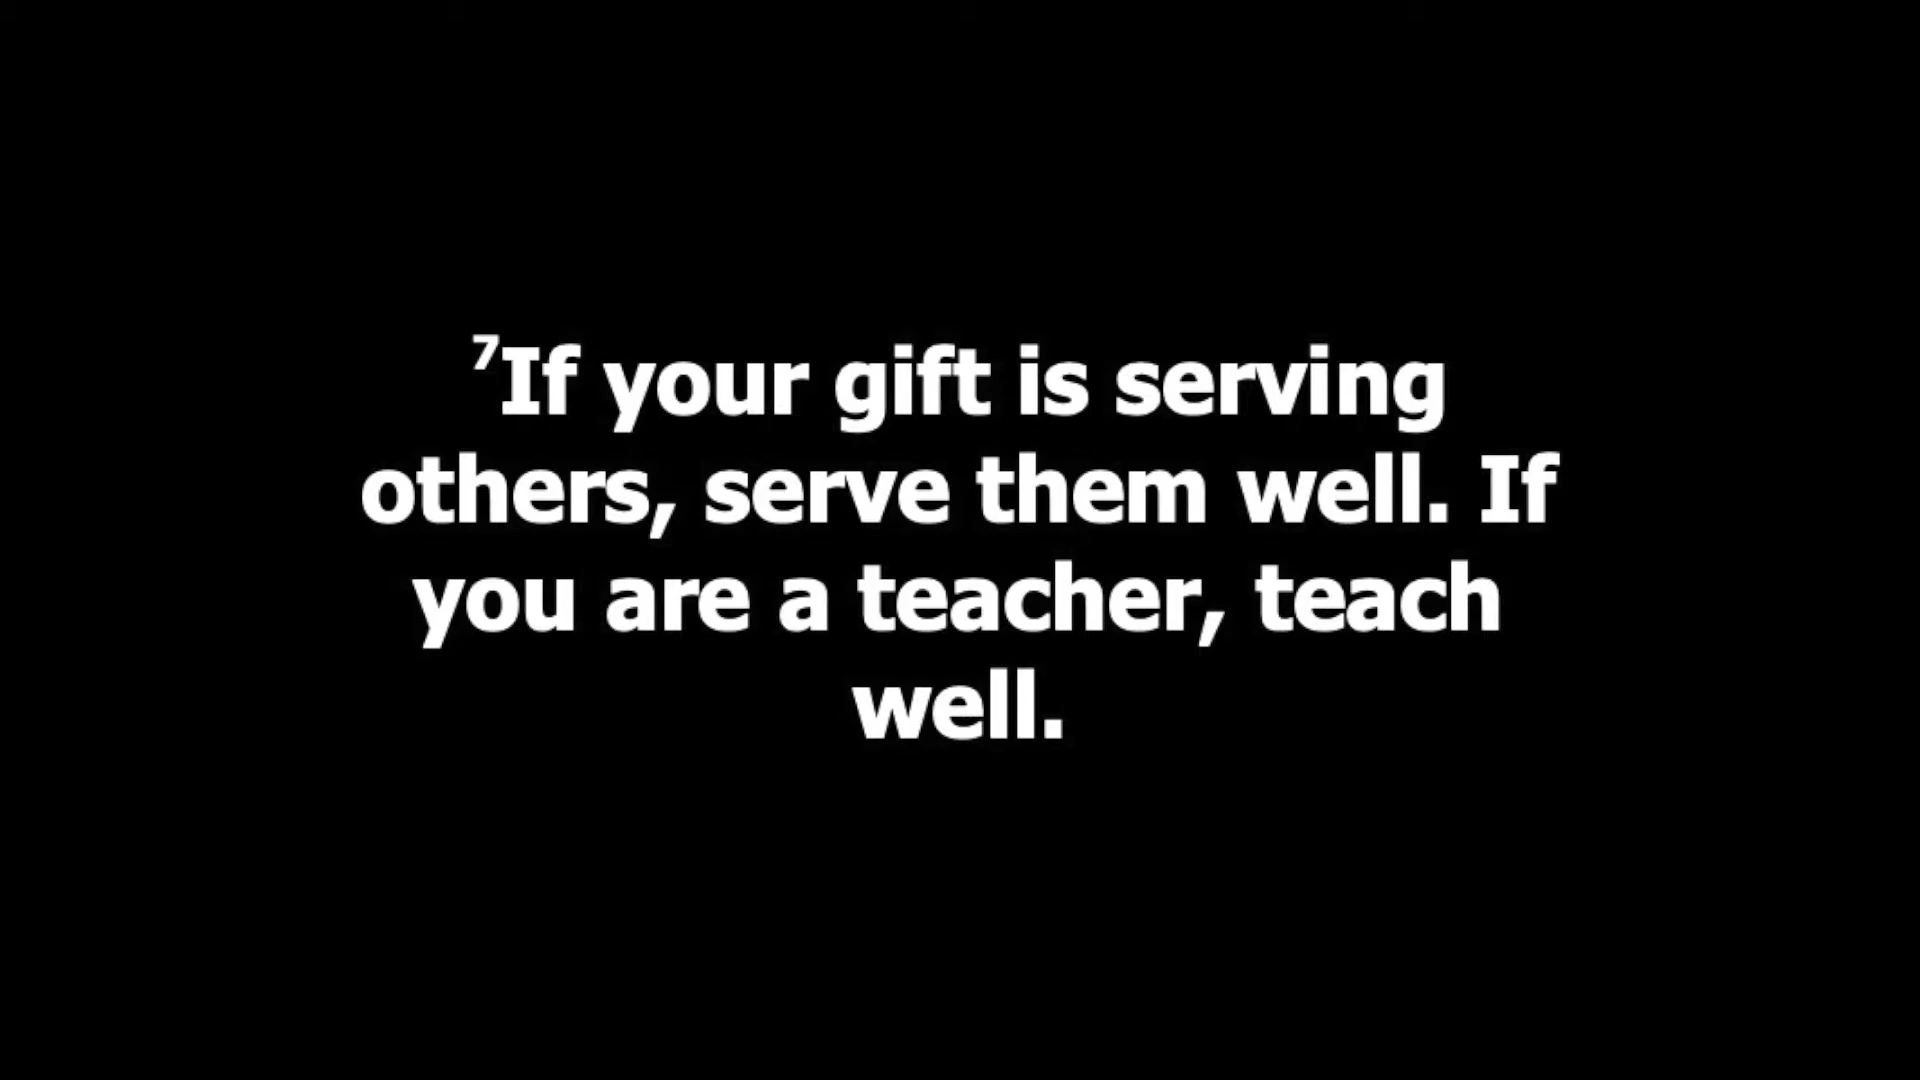 ⁷If your gift is serving
others, serve them well. If
you are a teacher, teach
well.